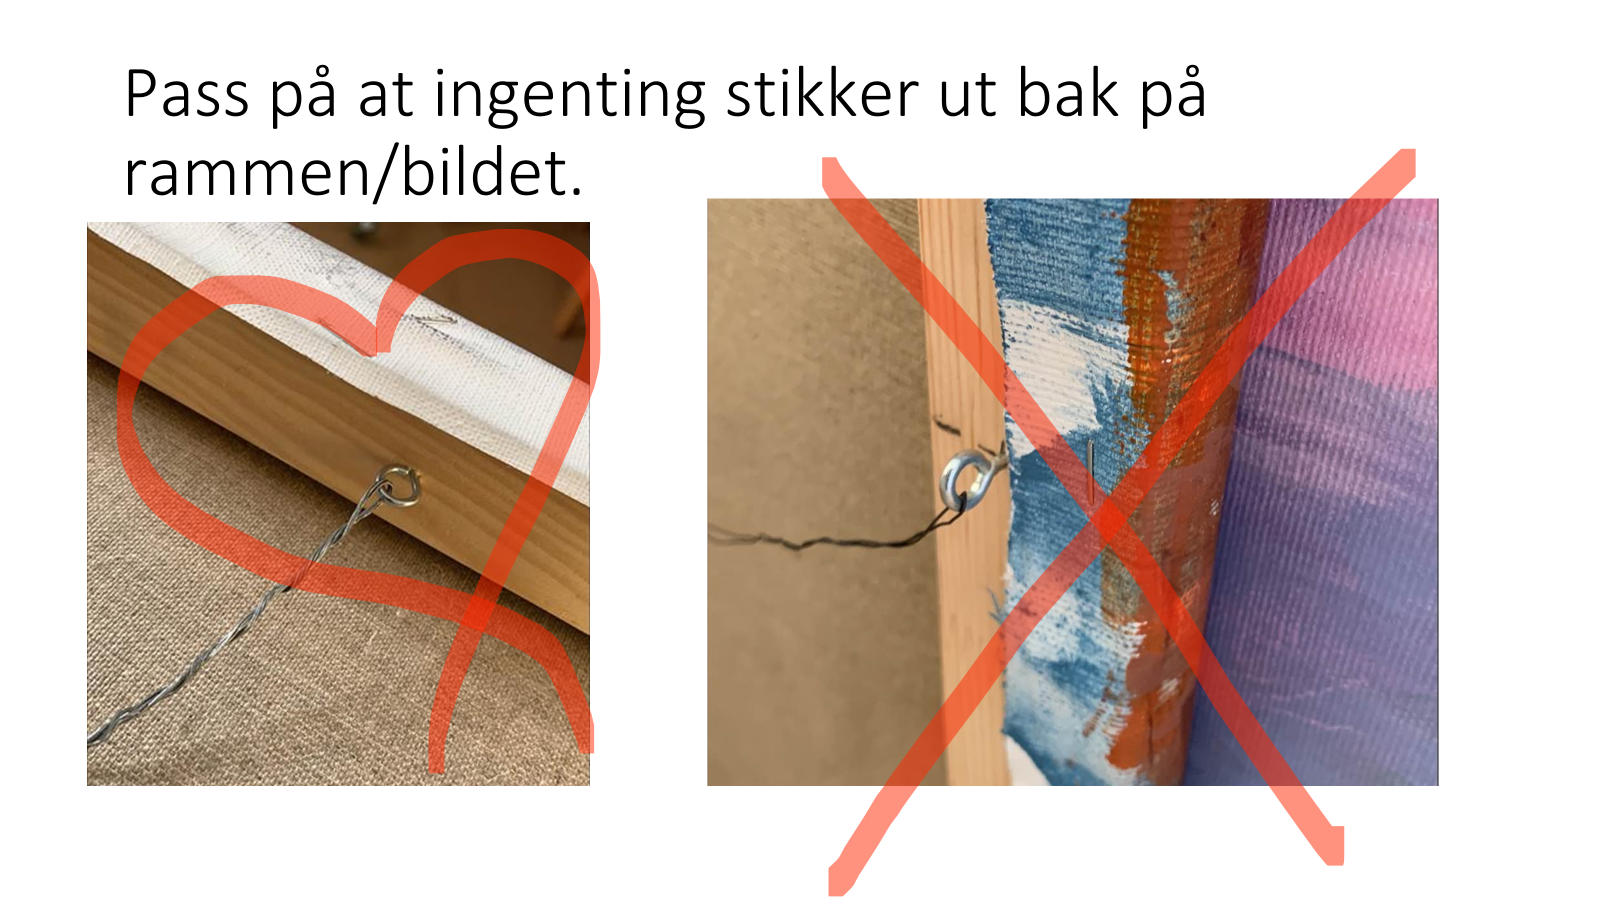 Pass på at ingenting stikker ut bak på
rammen/bildet.